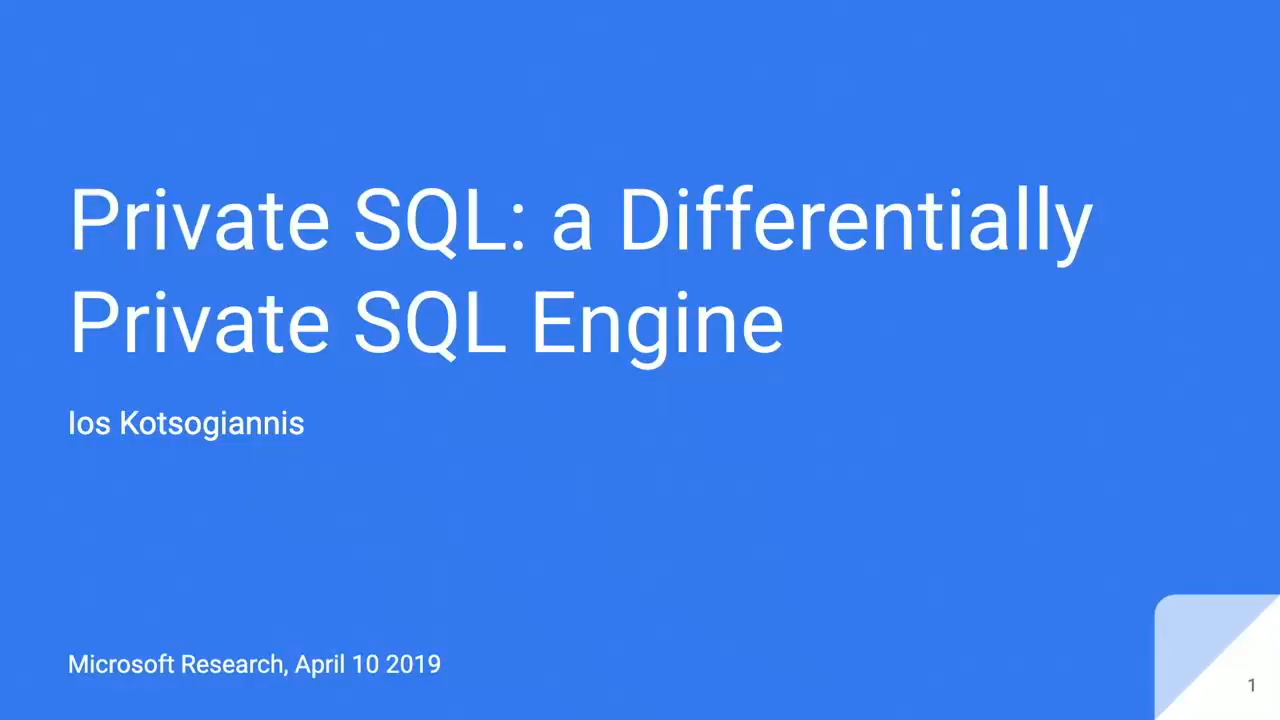 Private SQL: a Differentially
Private SQL Engine
Ios Kotsogiannis
Microsoft Research, April 10 2019
1